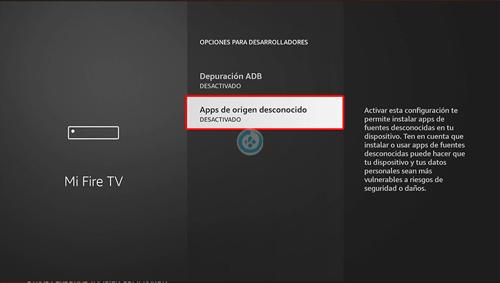 OPCIONES PARA DESARROLLADORES
Depuración ADB
DESACTIVADO
Apps de origen desconocido
DESACTIVADO
Mi Fire TV
Activar esta configuración te
permite instalar apps de
fuentes desconocidas en tu
dispositivo. Ten en cuenta que
instalar o usar apps de fuentes
desconocidas puede hacer que
tu dispositivo y tus datos
personales sean más
vulnerables a riesgos de
seguridad o daños.